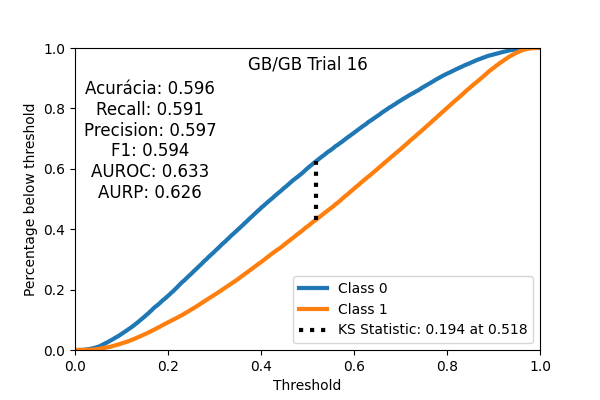 GB/GB Trial 16
Acurácia: 0.596
Recall: 0.591
Precision: 0.597
F1: 0.594
AUROC: 0.633
AURP: 0.626
Percentage below threshold
1.0
0.8
0.6
0.4
0.2
0.0
Class 0
Class 1
KS Statistic: 0.194 at 0.518
0.0 0.2 0.4 0.6 0.8 1.0
Threshold